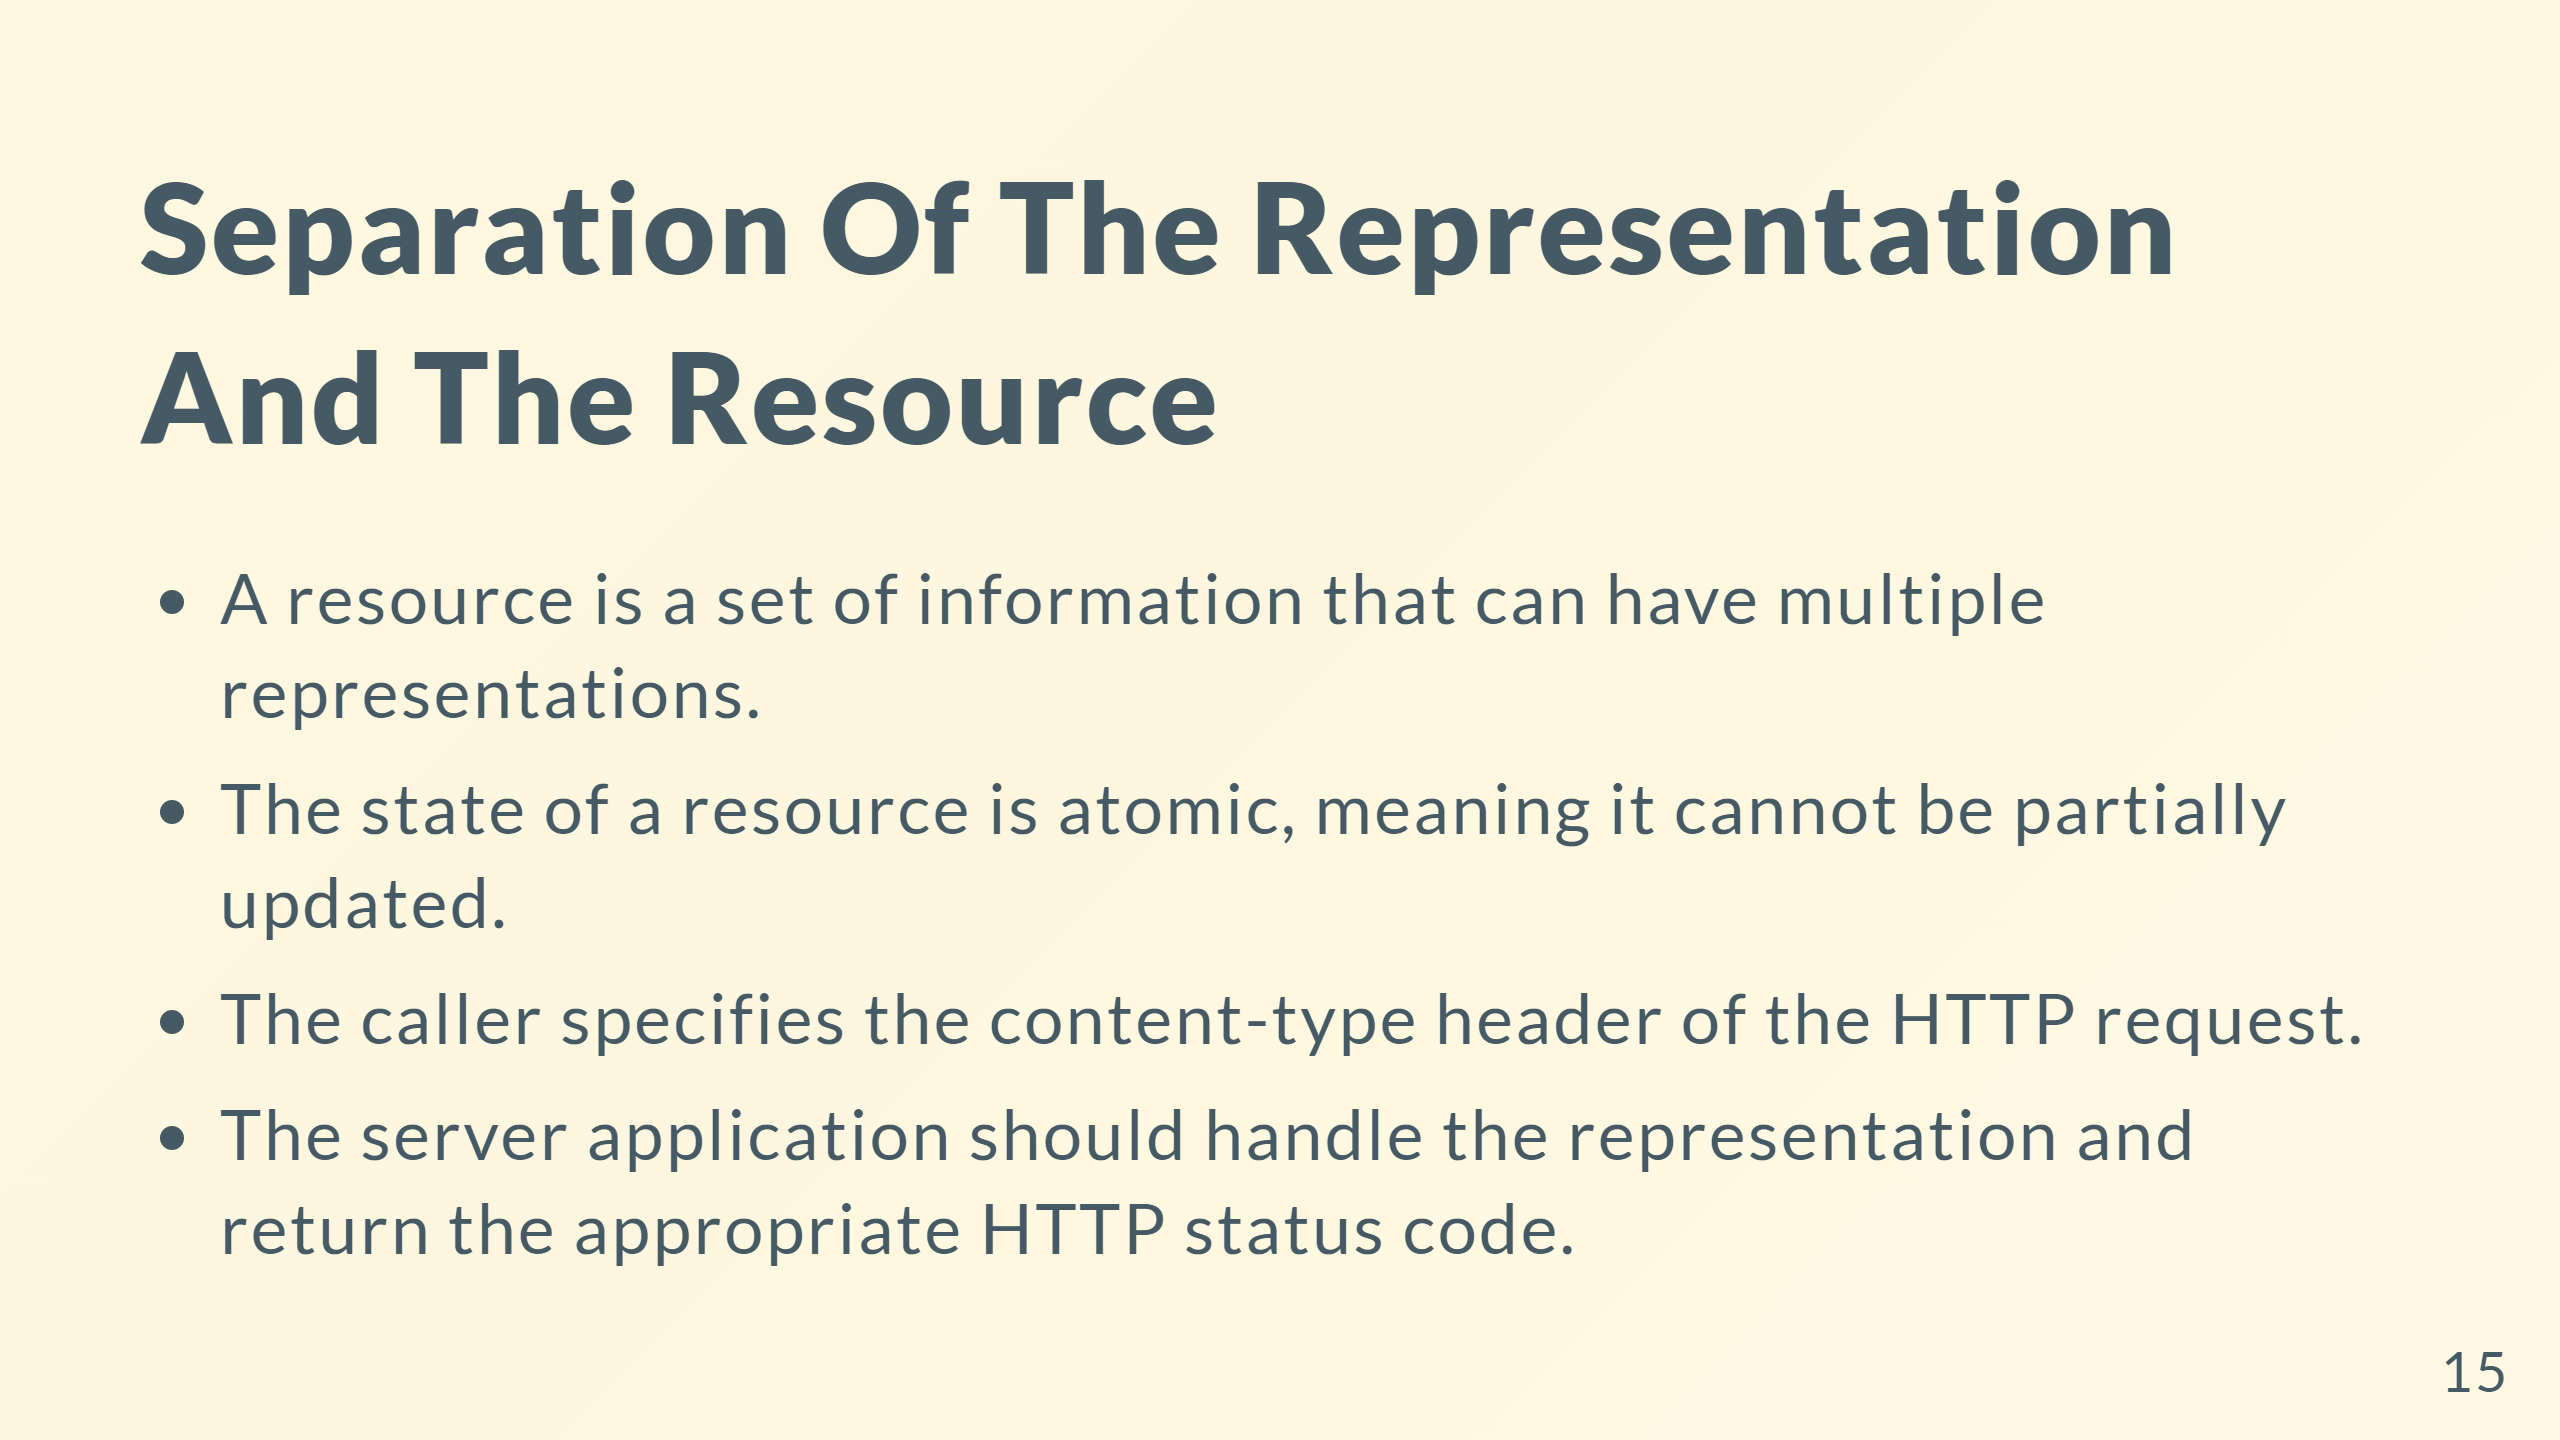 Separation Of The Representation
And The Resource
• A resource is a set of information that can have multiple
representations.
• The state of a resource is atomic, meaning it cannot be partially
updated.
• The caller specifies the content-type header of the HTTP request.
• The server application should handle the representation and
return the appropriate HTTP status code.
15